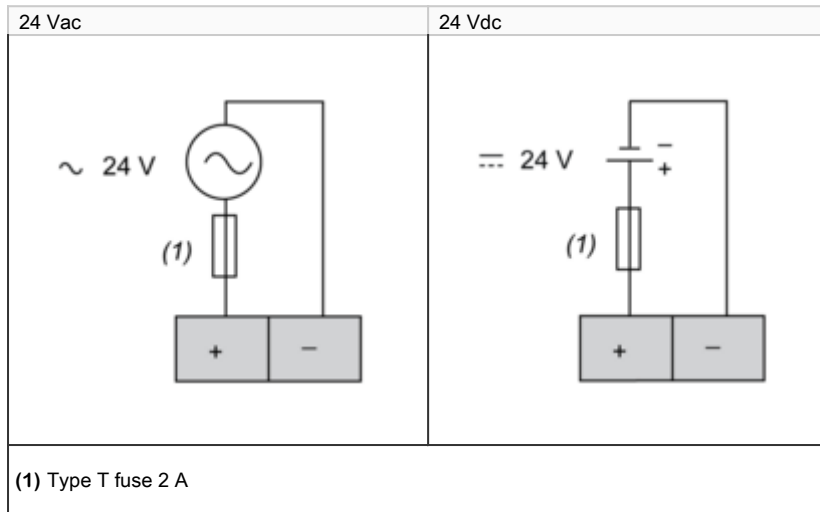 24 Vac
24 Vdc
~ 24 V
(1)
+ −
⎓ 24 V
−
+
(1)
+ −
(1) Type T fuse 2 A